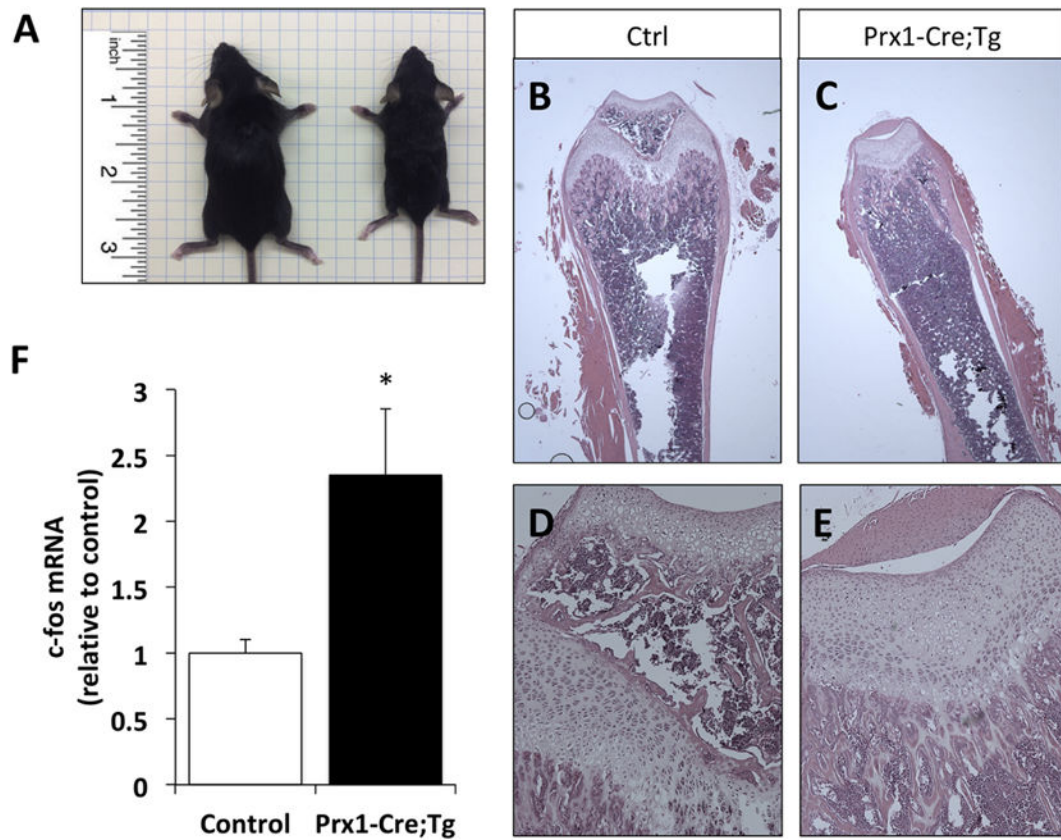 A
inch
1
2
3
Ctrl
Prx1-Cre;Tg
B
C
D
E
F
*
3
2.5
2
1.5
1
0.5
0
c-fos mRNA
(relative to control)
Control
Prx1-Cre;Tg